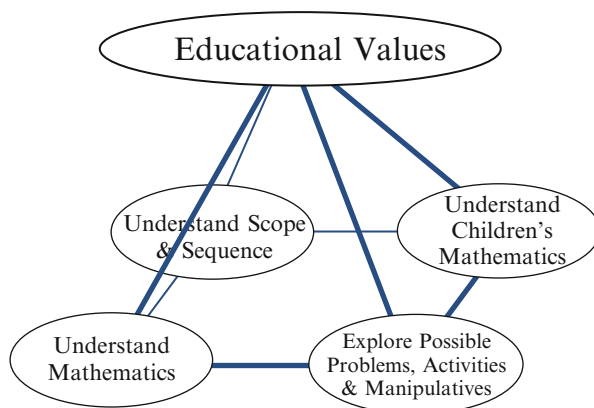 Educational Values
Understand Scope
& Sequence
Understand
Children's
Mathematics
Understand
Mathematics
Explore Possible
Problems, Activities
& Manipulatives